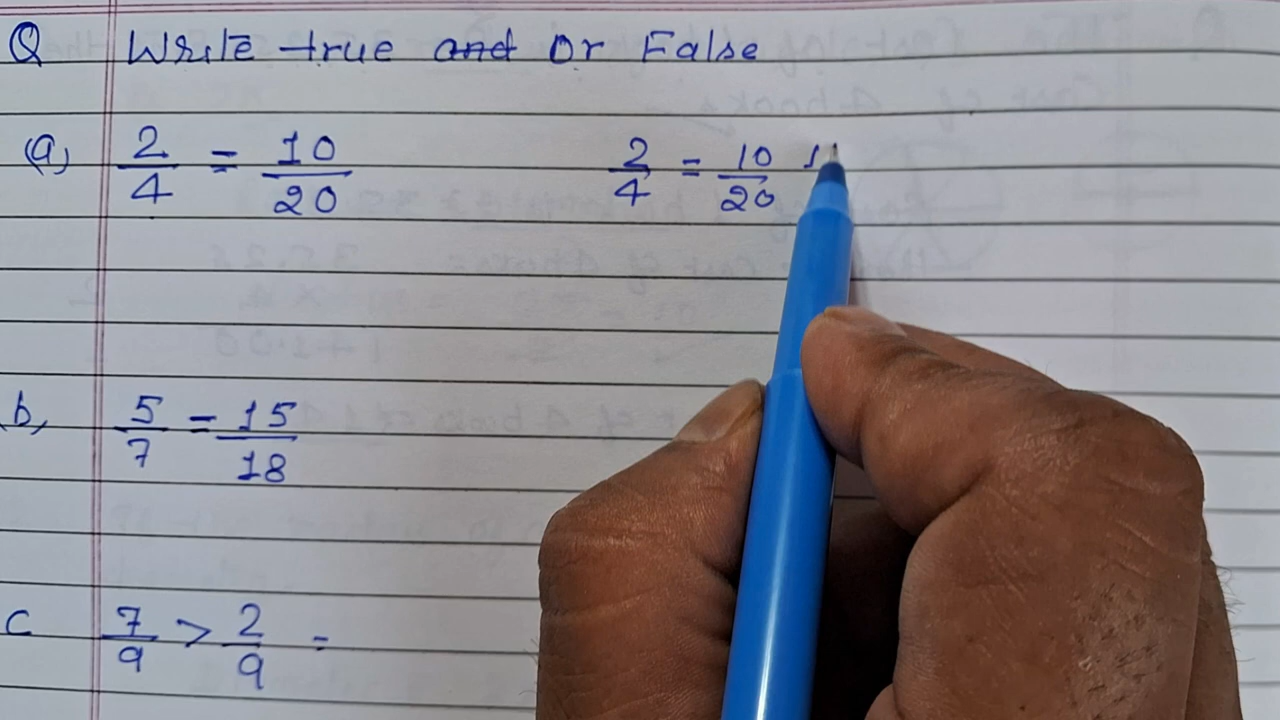 Q Write true and or False
(a) 2/4 = 10/20 2/4 = 10/20
b, 5/7 = 15/18
c 7/9 > 2/9 =